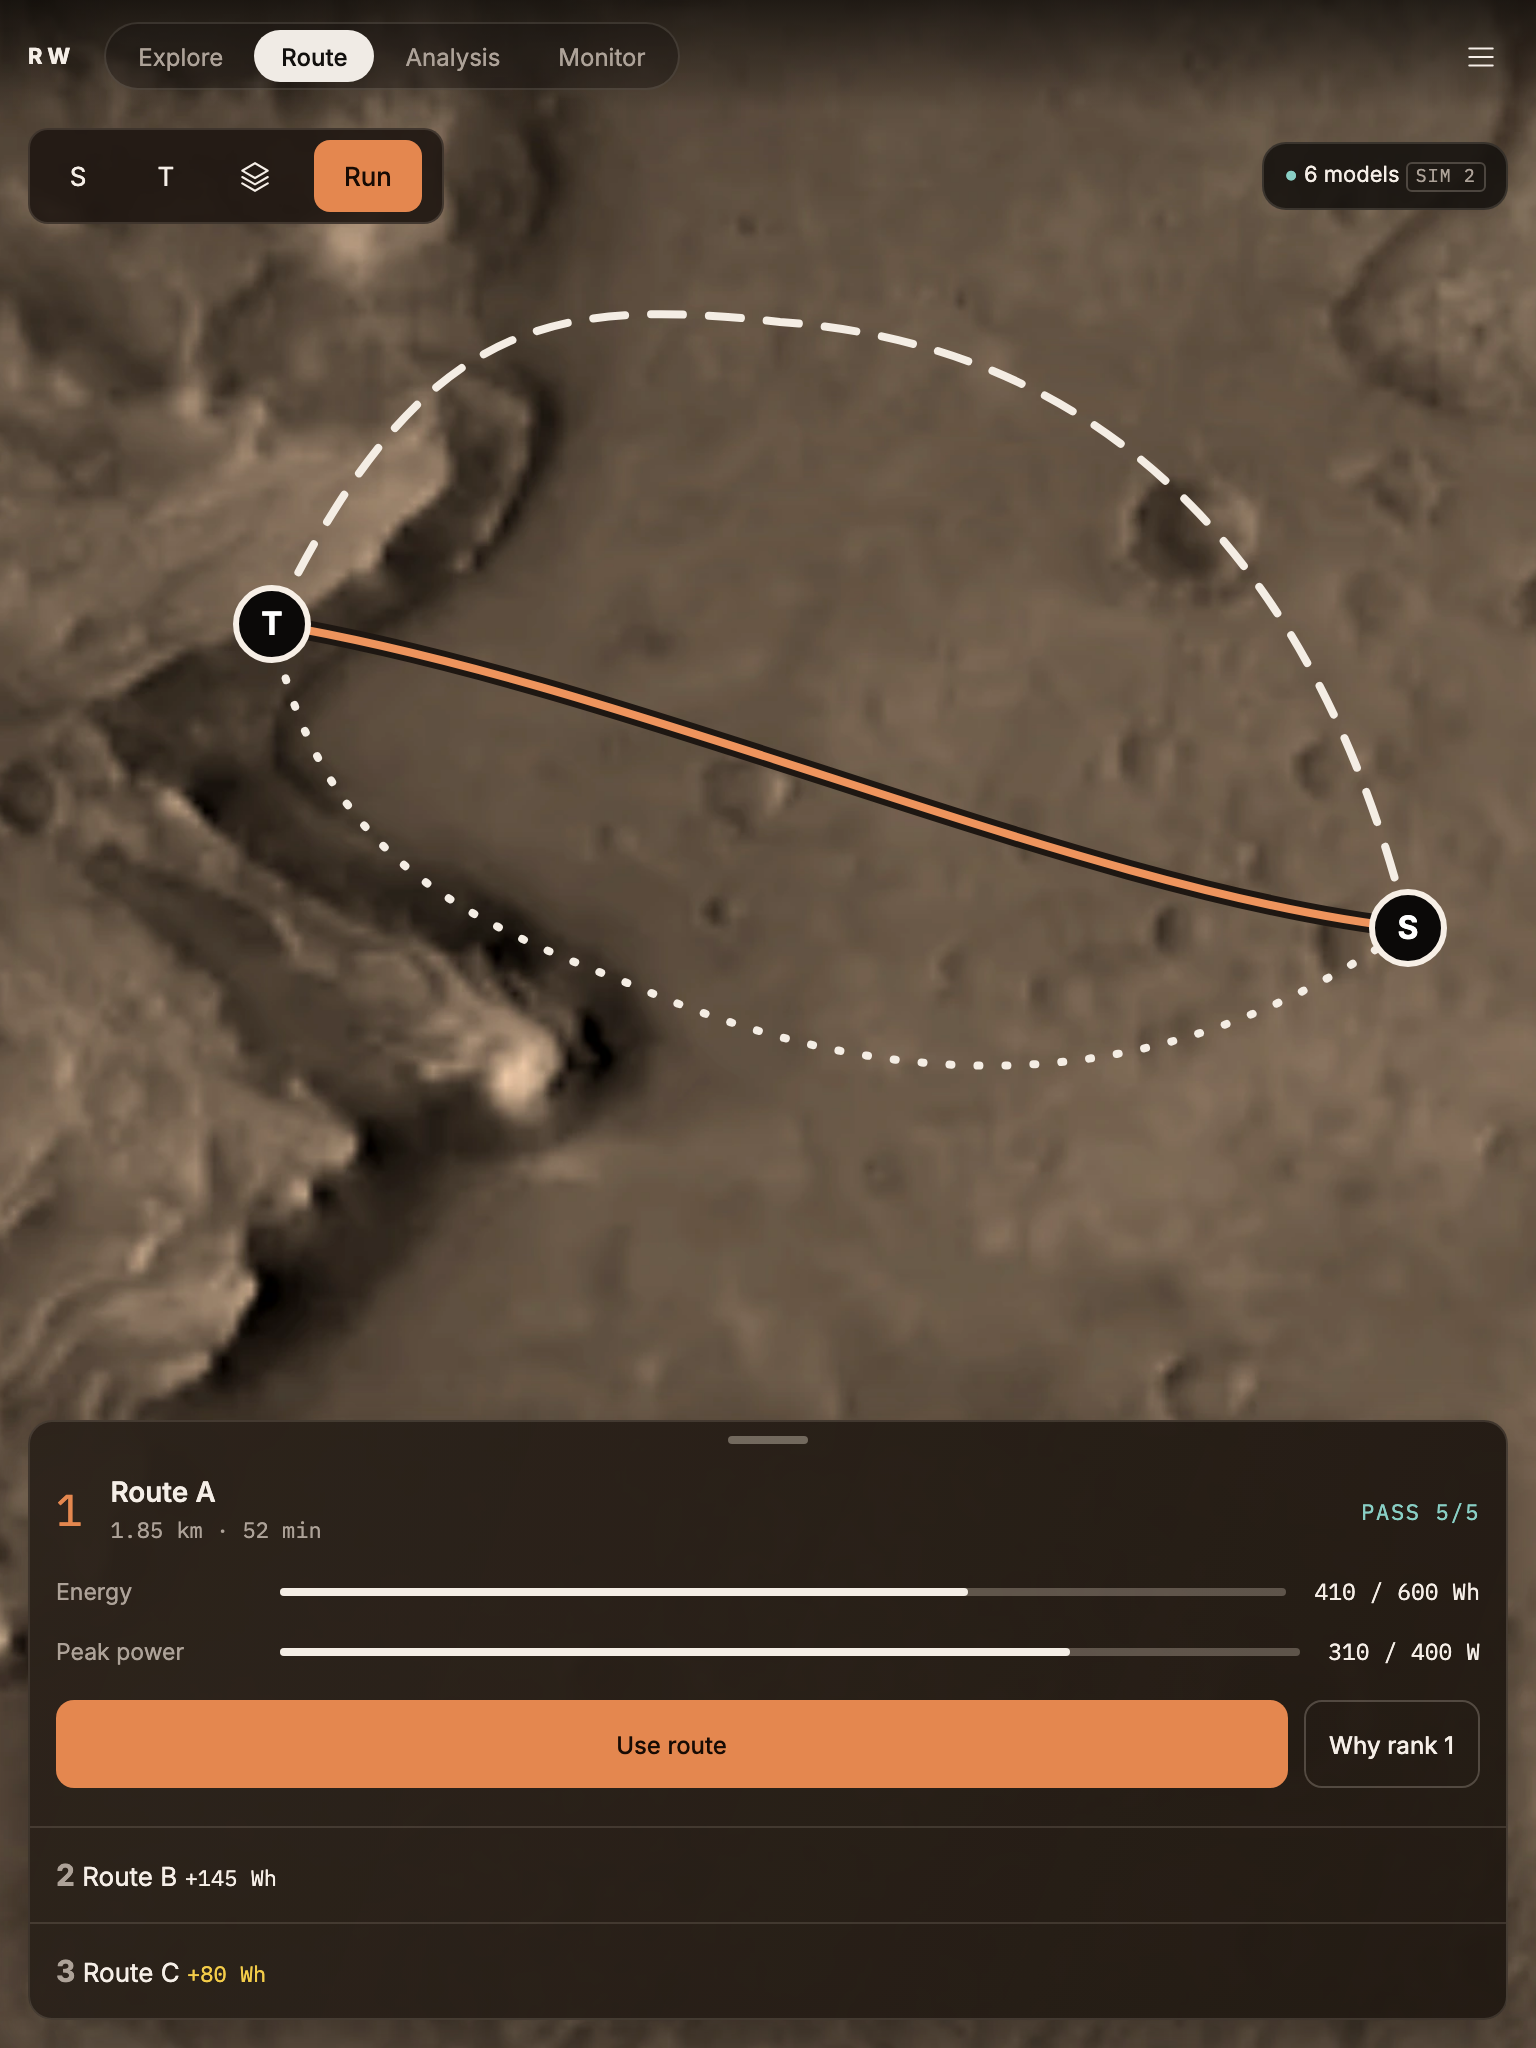 RW Explore Route Analysis Monitor
S T Run 6 models SIM 2
T
S
1 Route A
1.85 km · 52 min
PASS 5/5
Energy 410 / 600 Wh
Peak power 310 / 400 W
Use route Why rank 1
2 Route B +145 Wh
3 Route C +80 Wh